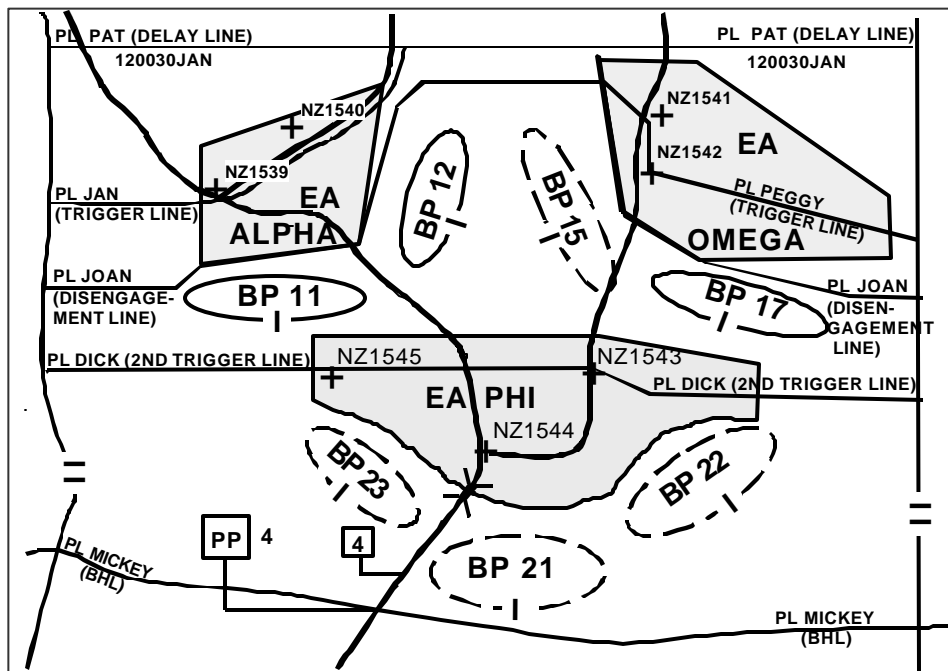 PL PAT (DELAY LINE)
120030JAN
PL PAT (DELAY LINE)
120030JAN
NZ1540
NZ1541
EA
NZ1539
NZ1542
PL JAN
(TRIGGER LINE)
EA
ALPHA
BP 12
I
BP 15
I
PL PEGGY
(TRIGGER LINE)
OMEGA
PL JOAN
(DISENGAGE-
MENT LINE)
BP 11
I
BP 17
I
PL JOAN
(DISEN-
GAGEMENT
LINE)
PL DICK (2ND TRIGGER LINE)
NZ1545
NZ1543
PL DICK (2ND TRIGGER LINE)
EA PHI
NZ1544
BP 23
I
BP 22
I
II
II
PP 4
4
BP 21
I
PL MICKEY
(BHL)
PL MICKEY
(BHL)